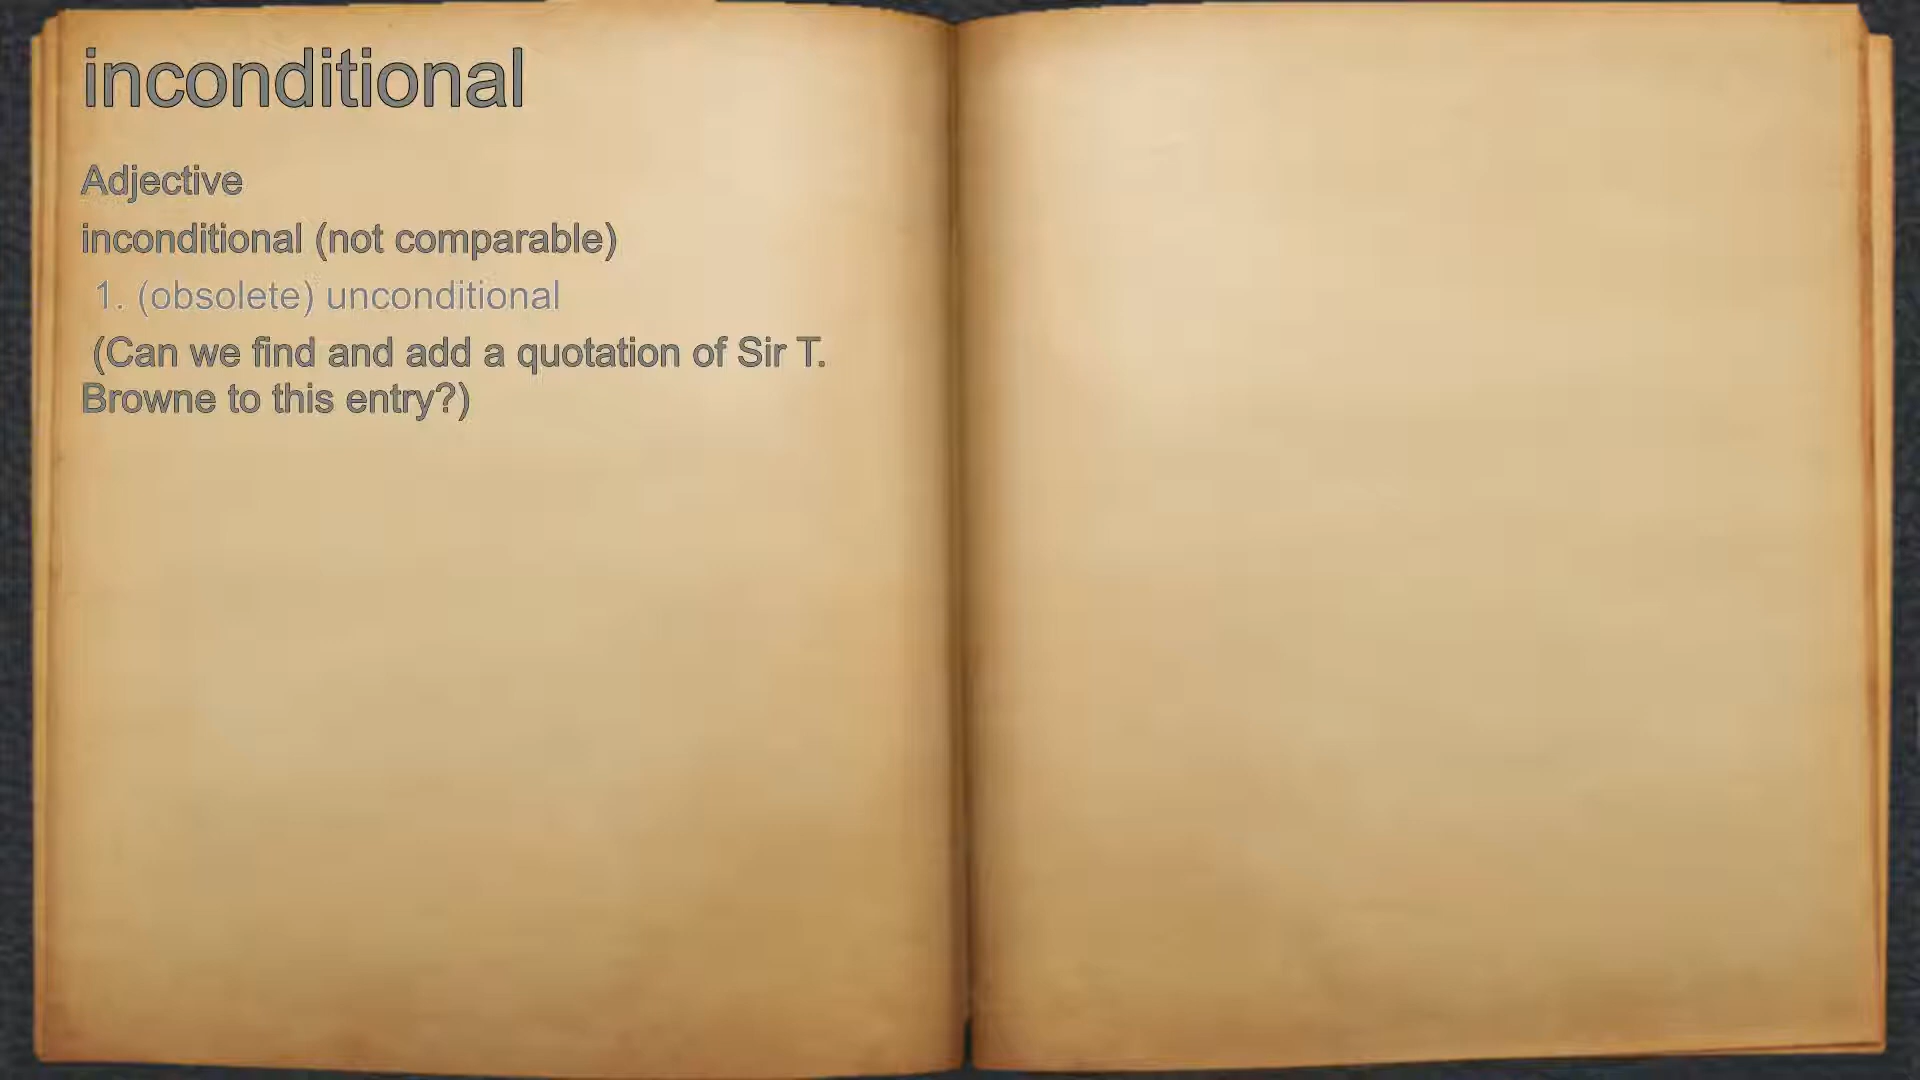 inconditional
Adjective
inconditional (not comparable)
1. (obsolete) unconditional
(Can we find and add a quotation of Sir T.
Browne to this entry?)